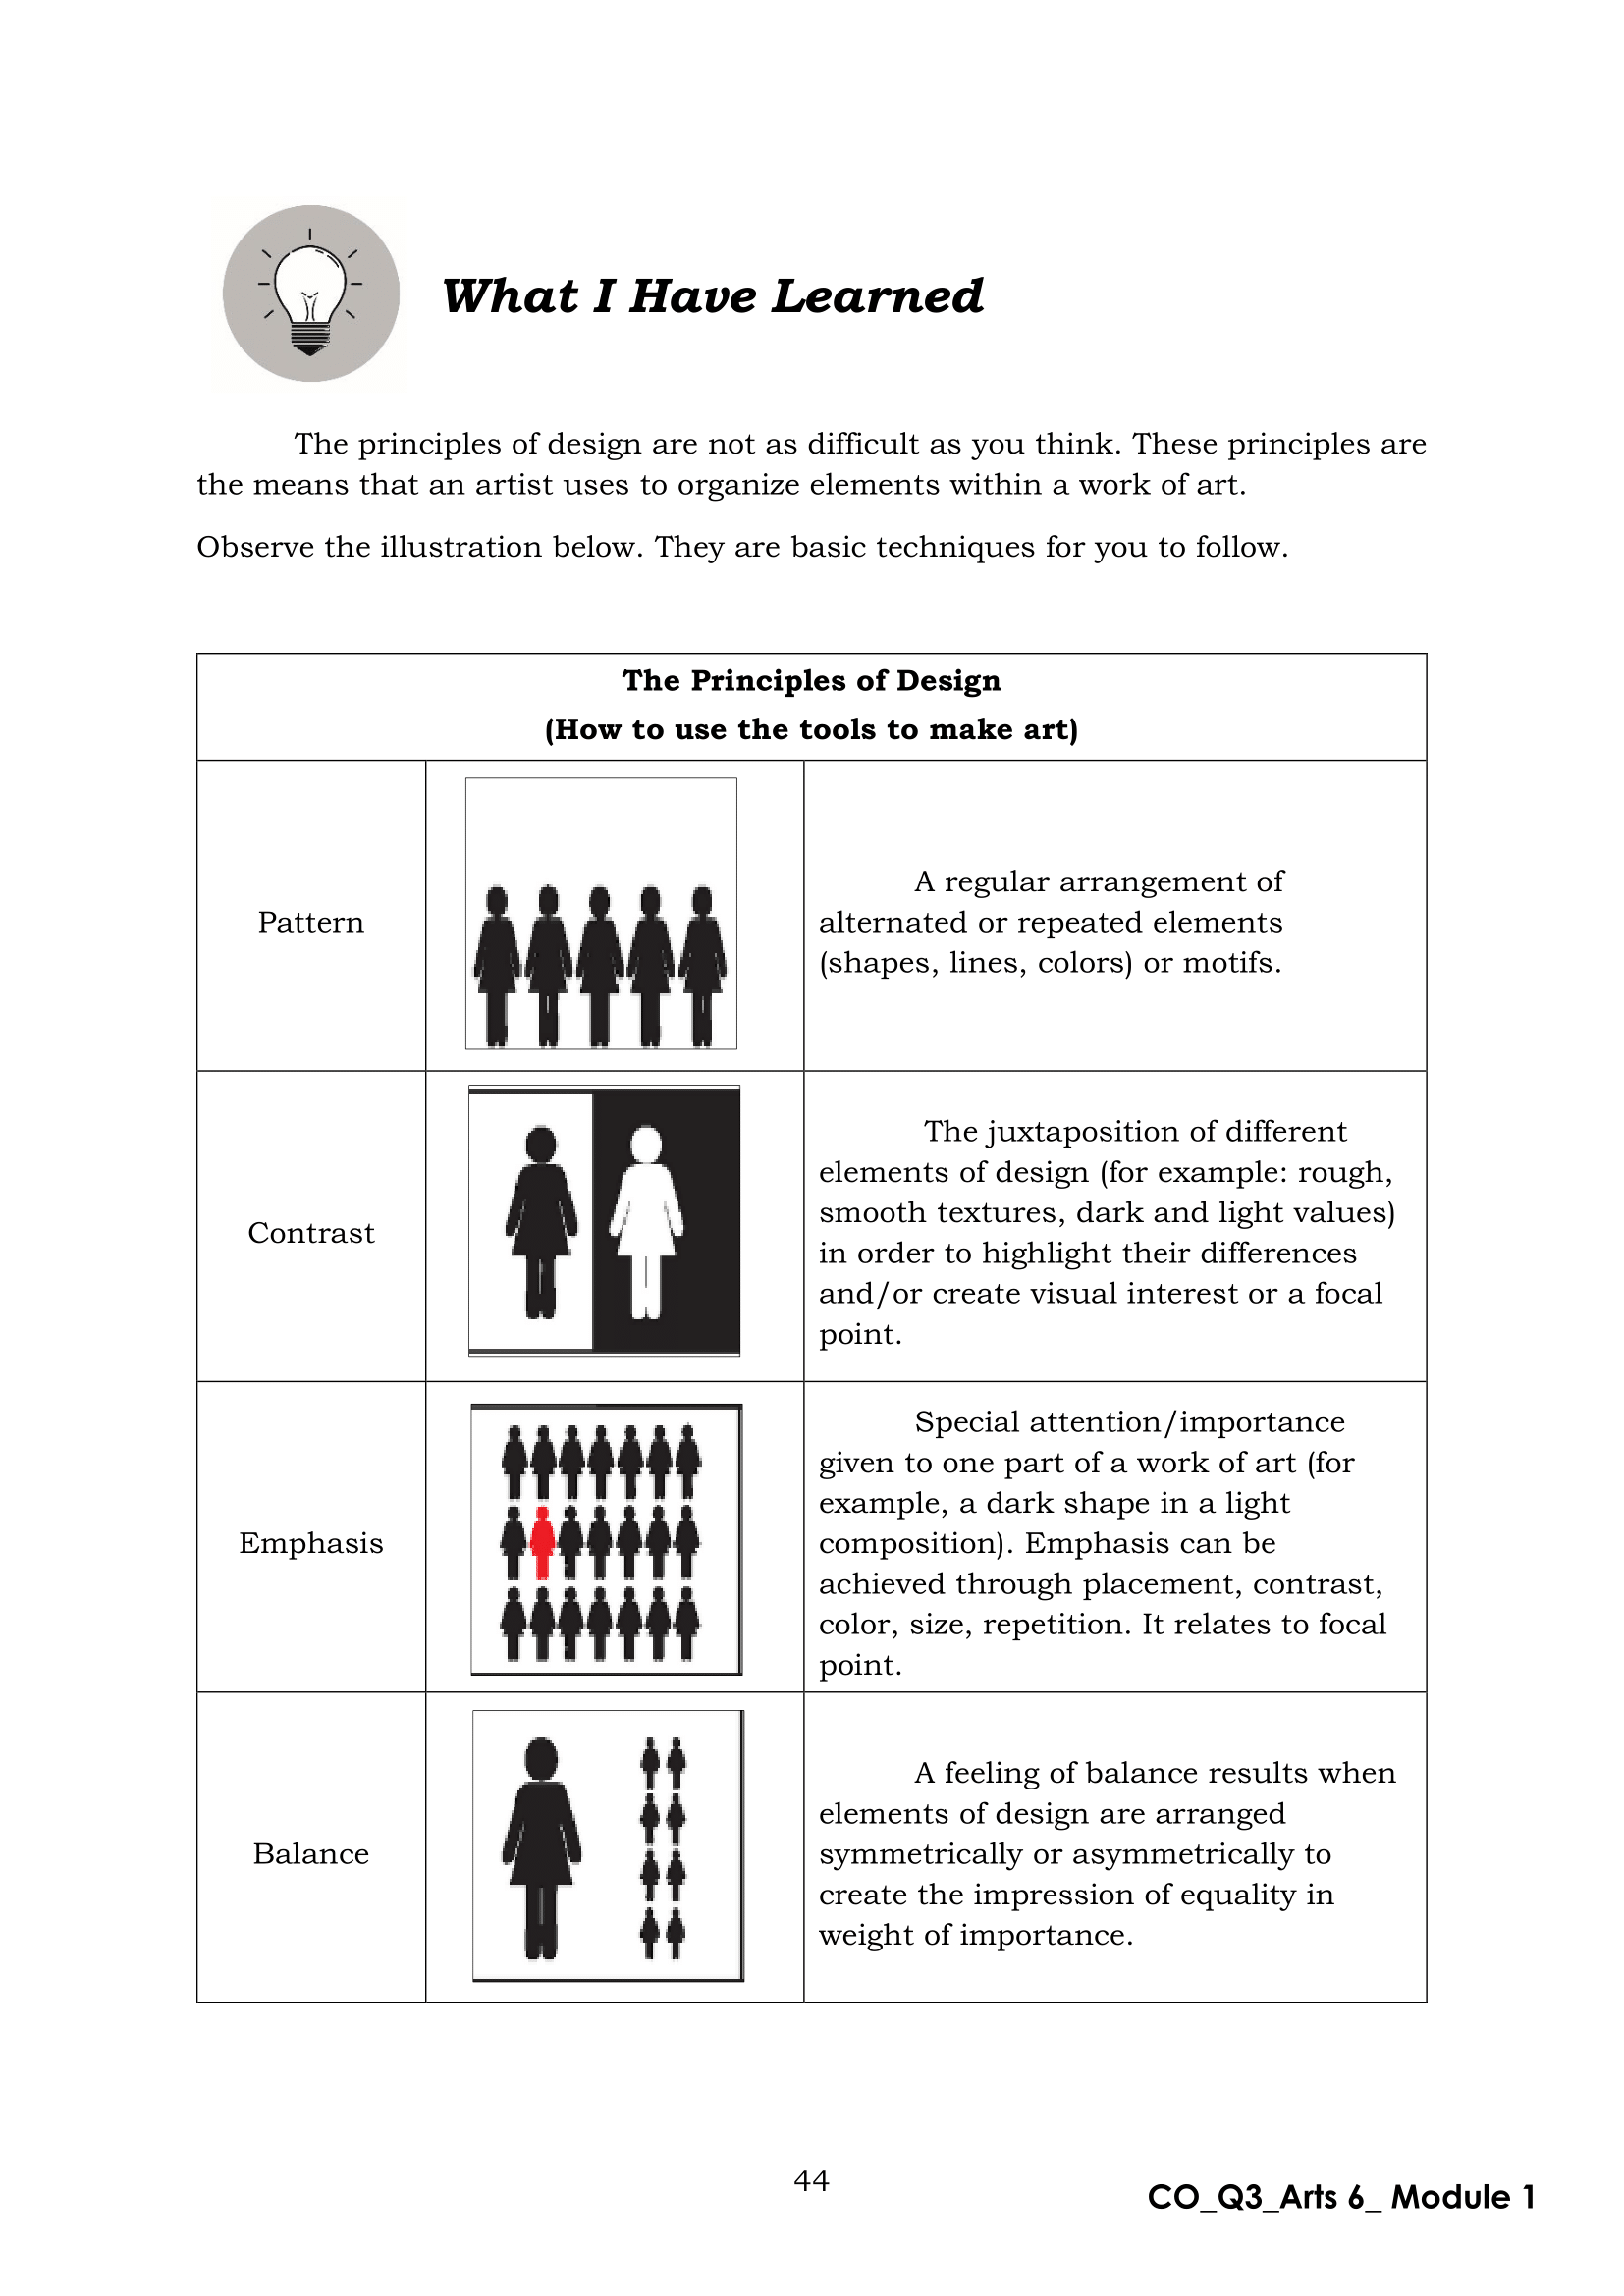 What I Have Learned
The principles of design are not as difficult as you think. These principles are
the means that an artist uses to organize elements within a work of art.
Observe the illustration below. They are basic techniques for you to follow.
The Principles of Design
(How to use the tools to make art)
Pattern
A regular arrangement of
alternated or repeated elements
(shapes, lines, colors) or motifs.
Contrast
The juxtaposition of different
elements of design (for example: rough,
smooth textures, dark and light values)
in order to highlight their differences
and/or create visual interest or a focal
point.
Emphasis
Special attention/importance
given to one part of a work of art (for
example, a dark shape in a light
composition). Emphasis can be
achieved through placement, contrast,
color, size, repetition. It relates to focal
point.
Balance
A feeling of balance results when
elements of design are arranged
symmetrically or asymmetrically to
create the impression of equality in
weight of importance.
44
CO_Q3_Arts 6_ Module 1